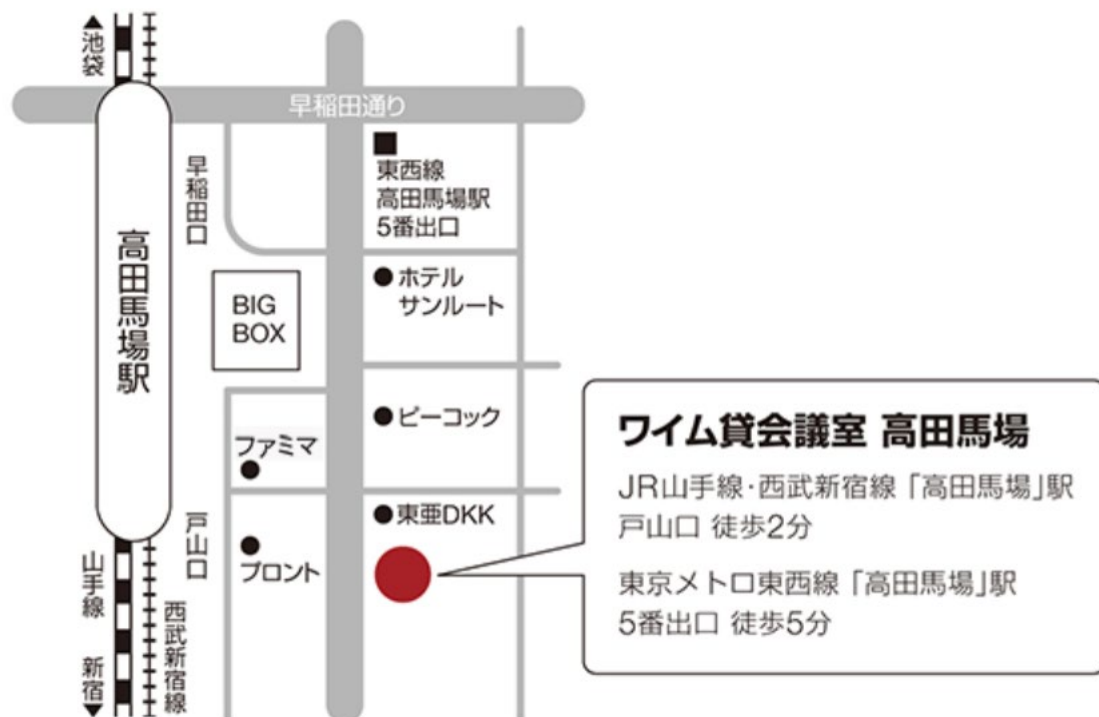 ▲池袋
早稲田通り
早稲田口
東西線
高田馬場駅
5番出口
高田馬場駅
BIG
BOX
ホテル
サンルート
ピーコック
ファミマ
東亜DKK
戸山口
プロント
山手線
新宿▼
西武新宿線
ワイム貸会議室 高田馬場
JR山手線・西武新宿線「高田馬場」駅
戸山口 徒歩2分
東京メトロ東西線「高田馬場」駅
5番出口 徒歩5分